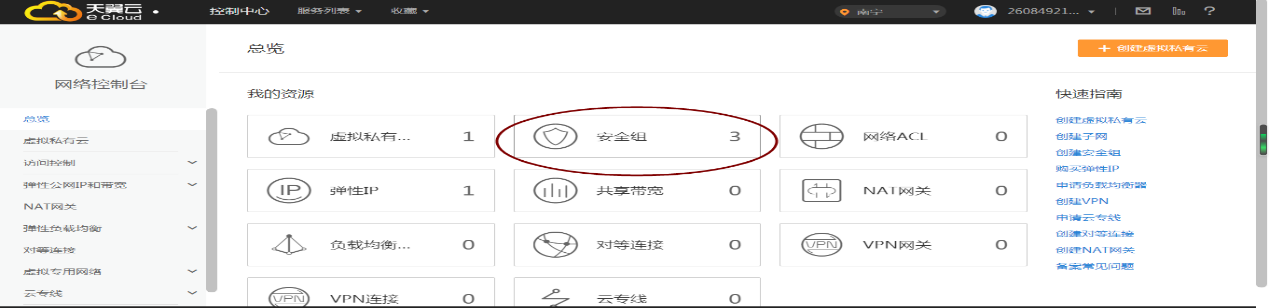 天翼云 控制中心 服务列表 收藏 南宁 26084921... ?
e Cloud
网络控制台
总览
虚拟私有云
访问控制
弹性公网IP和带宽
NAT网关
弹性负载均衡
对等连接
虚拟专用网络
云专线
总览 + 创建虚拟私有云
我的资源
虚拟私有... 1 安全组 3 网络ACL 0
IP 弹性IP 1 共享带宽 0 NAT网关 0
负载均衡... 0 对等连接 0 VPN VPN网关 0
VPN VPN连接 0 云专线 0
快速指南
创建虚拟私有云
创建子网
创建安全组
购买弹性IP
申请负载均衡器
创建VPN
申请云专线
创建对等连接
创建NAT网关
备案常见问题